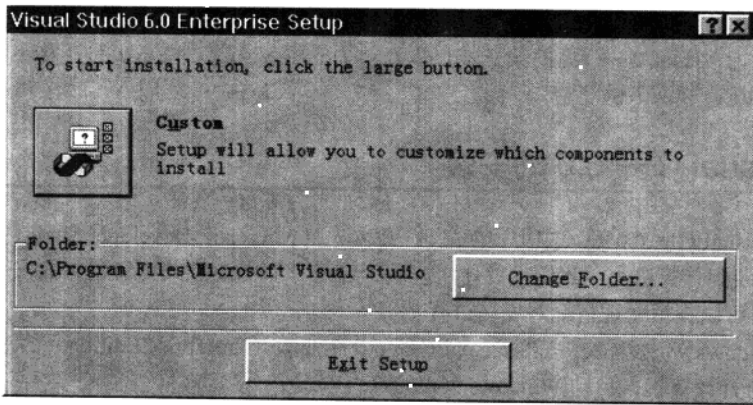 Visual Studio 6.0 Enterprise Setup
To start installation, click the large button.
Custom
Setup will allow you to customize which components to
install
Folder:
C:\Program Files\Microsoft Visual Studio
Change Folder...
Exit Setup